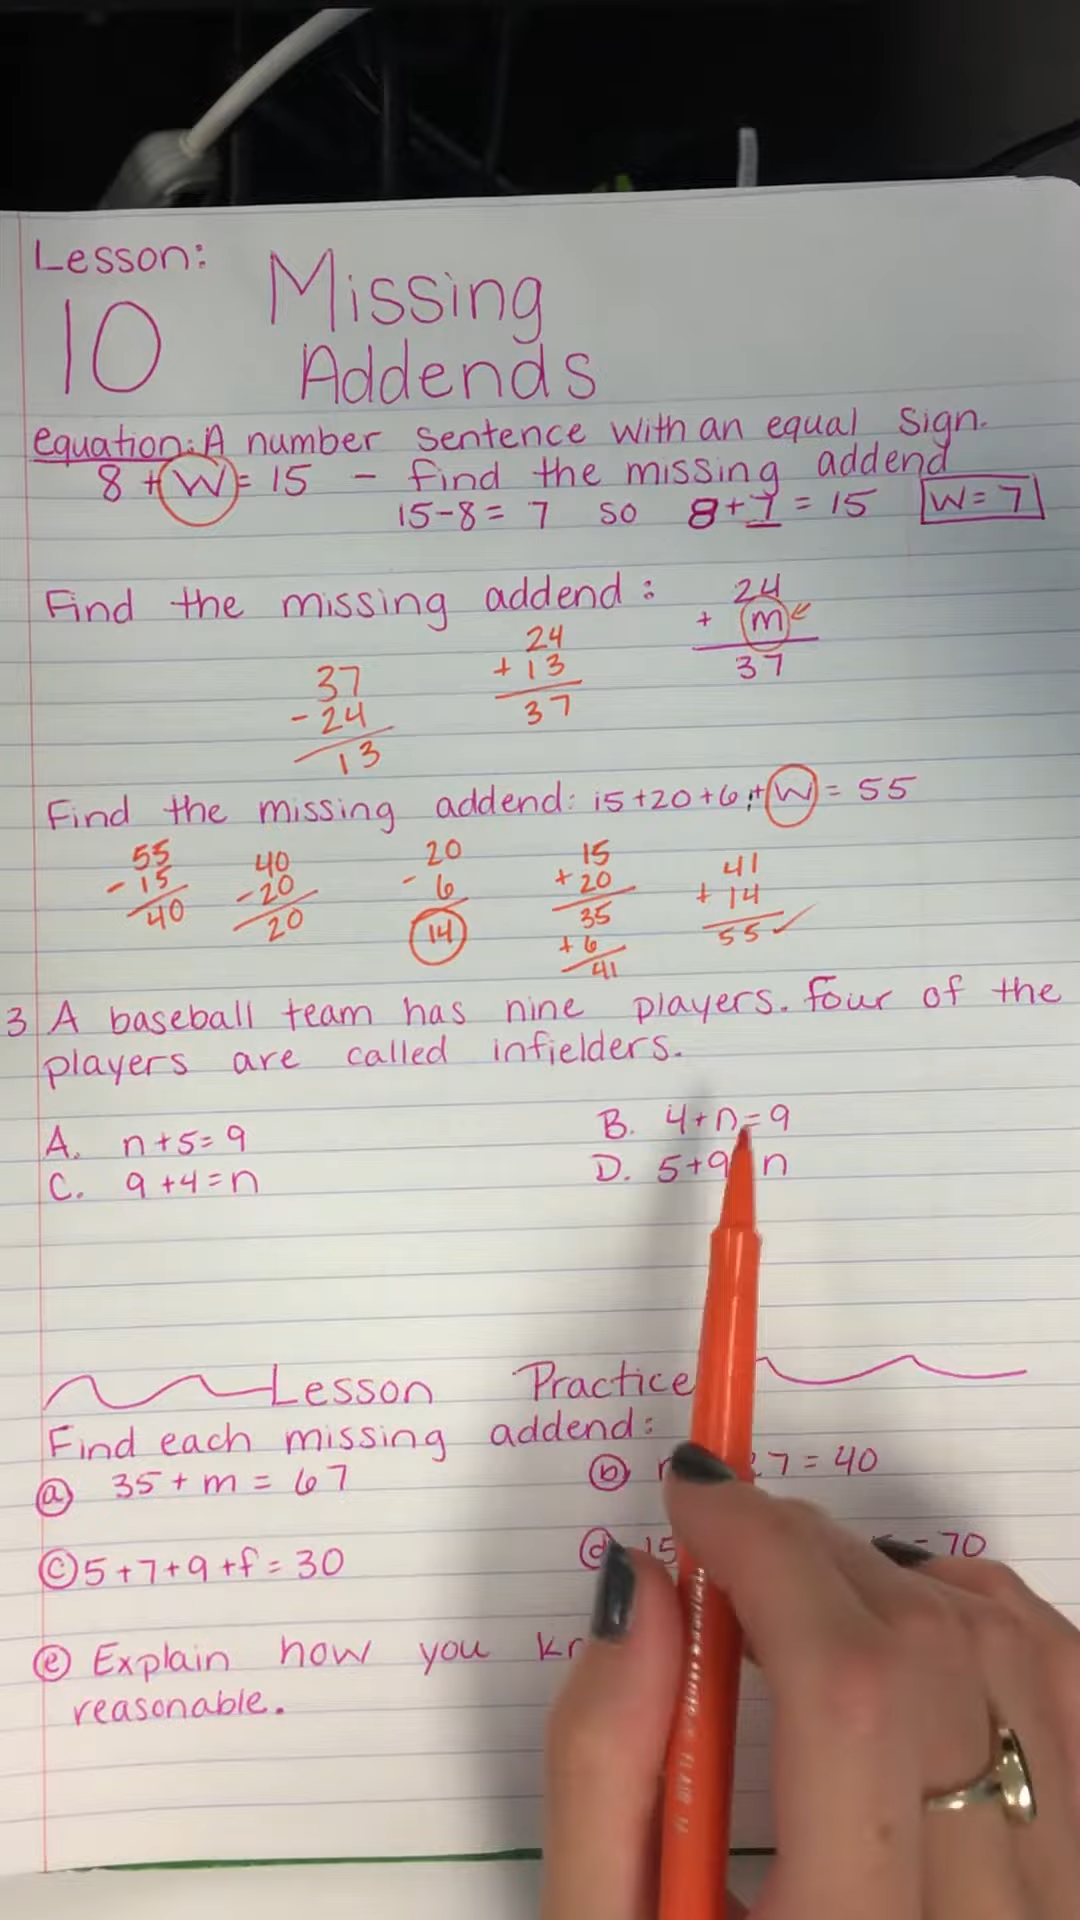 Lesson:
10
Missing
Addends
equation: A number sentence with an equal sign.
8 + W = 15 - find the missing addend
15-8= 7 so 8+7 = 15 W=7
Find the missing addend:
24
+ m
37
37
- 24
13
24
+ 13
37
Find the missing addend: 15+20+6+W = 55
55
- 15
40
40
- 20
20
20
- 6
14
15
+ 20
35
+ 6
41
41
+ 14
55 ✓
3 A baseball team has nine players. Four of the
players are called infielders.
A. n+5=9
B. 4+n=9
C. 9+4=n
D. 5+9 n
Lesson Practice
Find each missing addend:
(a) 35 + m = 67
(b) 7 = 40
(c) 5+7+9+f = 30
(d) 15 = 70
(e) Explain how you
reasonable.
FLAIR